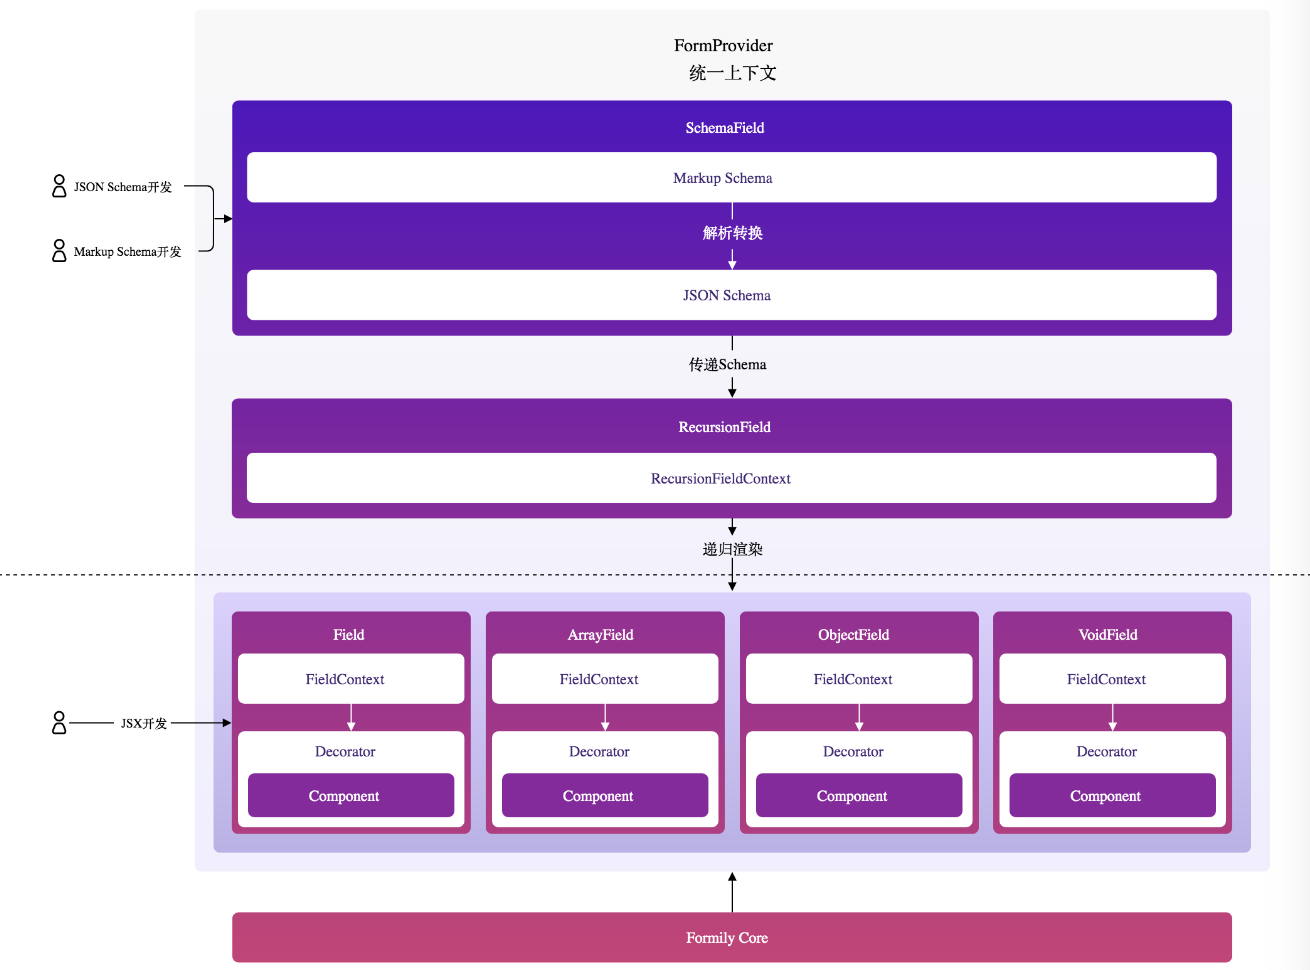 FormProvider
统一上下文
SchemaField
Markup Schema
JSON Schema开发
解析转换
Markup Schema开发
JSON Schema
传递Schema
RecursionField
RecursionFieldContext
递归渲染
Field
ArrayField
ObjectField
VoidField
FieldContext
FieldContext
FieldContext
FieldContext
JSX开发
Decorator
Decorator
Decorator
Decorator
Component
Component
Component
Component
Formily Core